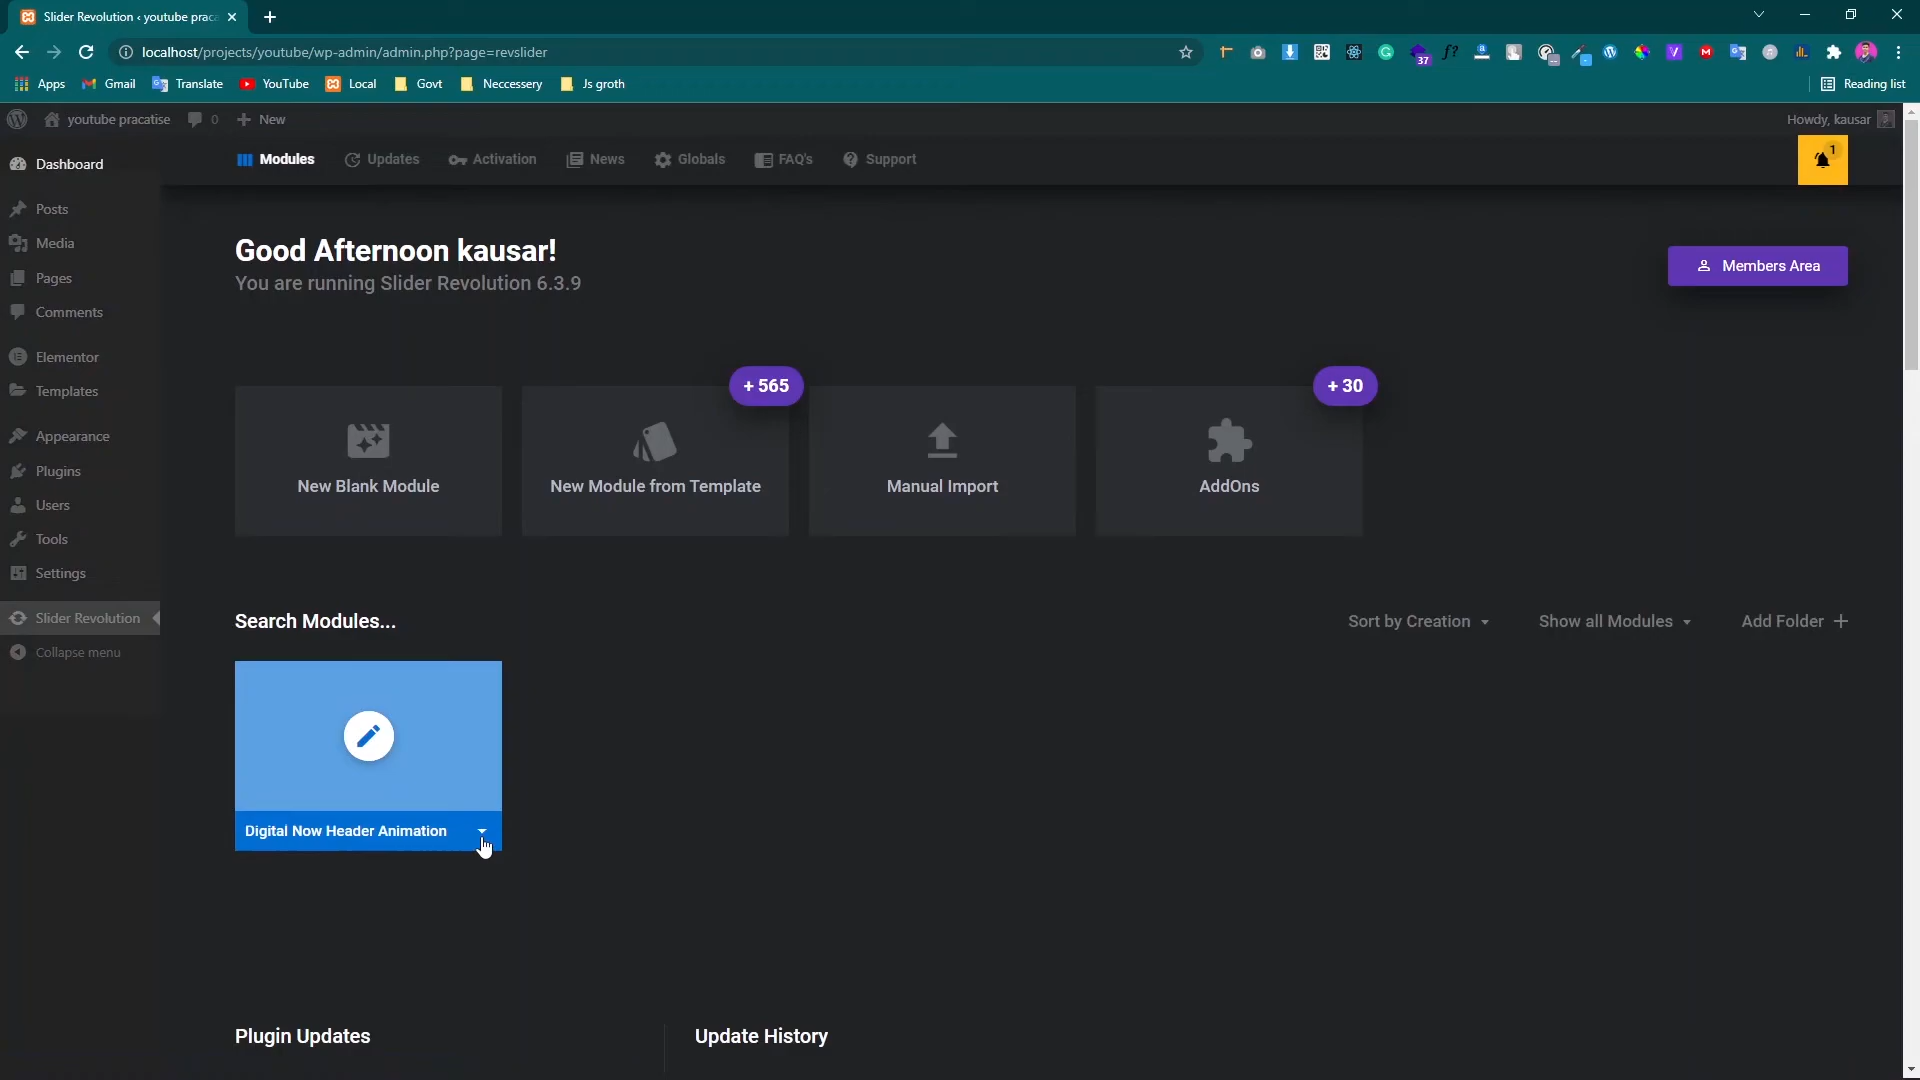 Slider Revolution ‹ youtube prac
localhost/projects/youtube/wp-admin/admin.php?page=revslider
37
Apps
Gmail
Translate
YouTube
Local
Govt
Neccessery
Js groth
Reading list
youtube pracatise
0
New
Howdy, kausar
Dashboard
Posts
Media
Pages
Comments
Elementor
Templates
Appearance
Plugins
Users
Tools
Settings
Slider Revolution
Collapse menu
Modules
Updates
Activation
News
Globals
FAQ's
Support
1
Good Afternoon kausar!
You are running Slider Revolution 6.3.9
Members Area
+ 565
+ 30
New Blank Module
New Module from Template
Manual Import
AddOns
Search Modules...
Sort by Creation
Show all Modules
Add Folder +
Digital Now Header Animation
Plugin Updates
Update History